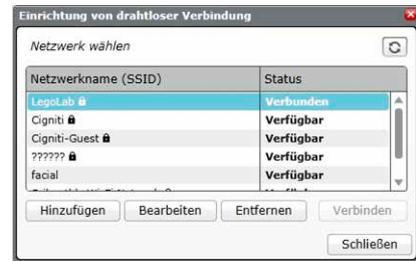 Einrichtung von drahtloser Verbindung
Netzwerk wählen
Netzwerkname (SSID) Status
LegoLab Verbunden
Cigniti Verfügbar
Cigniti-Guest Verfügbar
?????? Verfügbar
facial Verfügbar
Hinzufügen Bearbeiten Entfernen Verbinden
Schließen